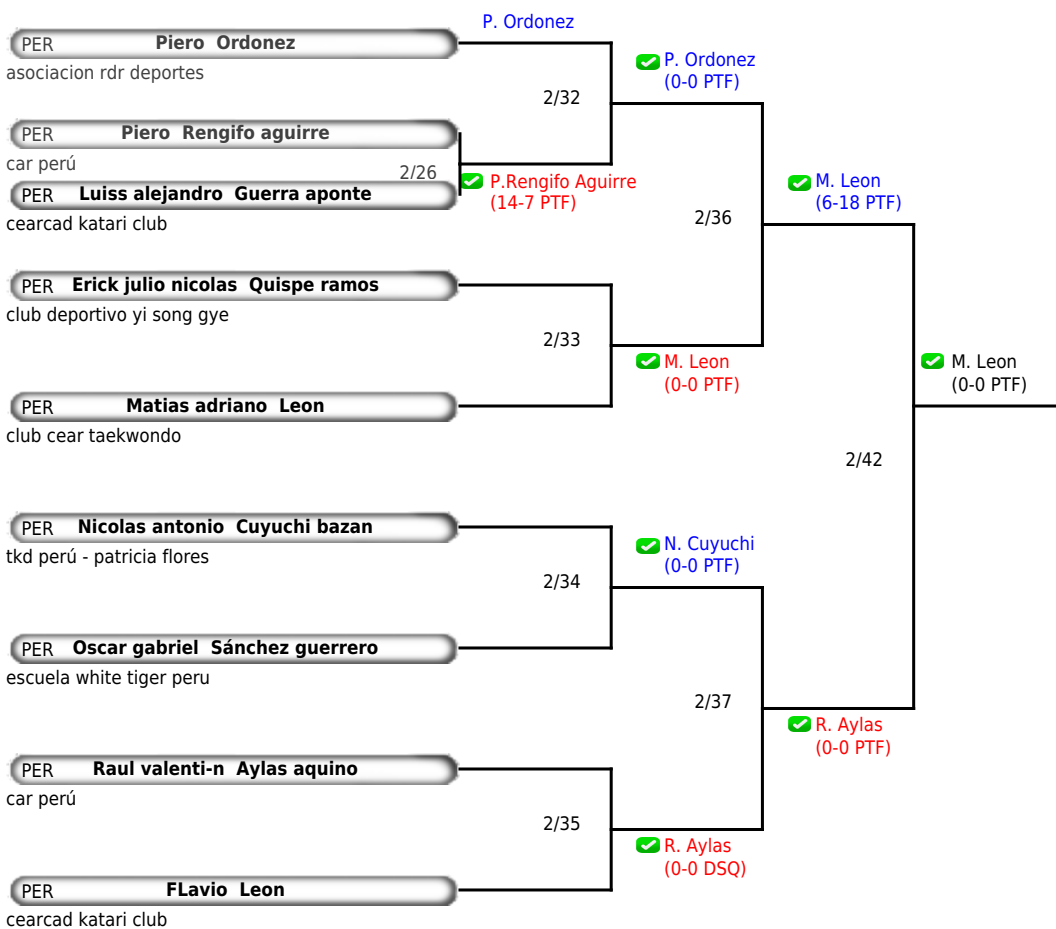 P. Ordonez
PER Piero Ordonez
asociacion rdr deportes
P. Ordonez
(0-0 PTF)
2/32
PER Piero Rengifo aguirre
car perú
2/26
P.Rengifo Aguirre
(14-7 PTF)
PER Luiss alejandro Guerra aponte
cearcad katari club
M. Leon
(6-18 PTF)
2/36
PER Erick julio nicolas Quispe ramos
club deportivo yi song gye
2/33
M. Leon
(0-0 PTF)
M. Leon
(0-0 PTF)
PER Matias adriano Leon
club cear taekwondo
2/42
PER Nicolas antonio Cuyuchi bazan
tkd perú - patricia flores
N. Cuyuchi
(0-0 PTF)
2/34
PER Oscar gabriel Sánchez guerrero
escuela white tiger peru
2/37
R. Aylas
(0-0 PTF)
PER Raul valenti-n Aylas aquino
car perú
2/35
R. Aylas
(0-0 DSQ)
PER FLavio Leon
cearcad katari club